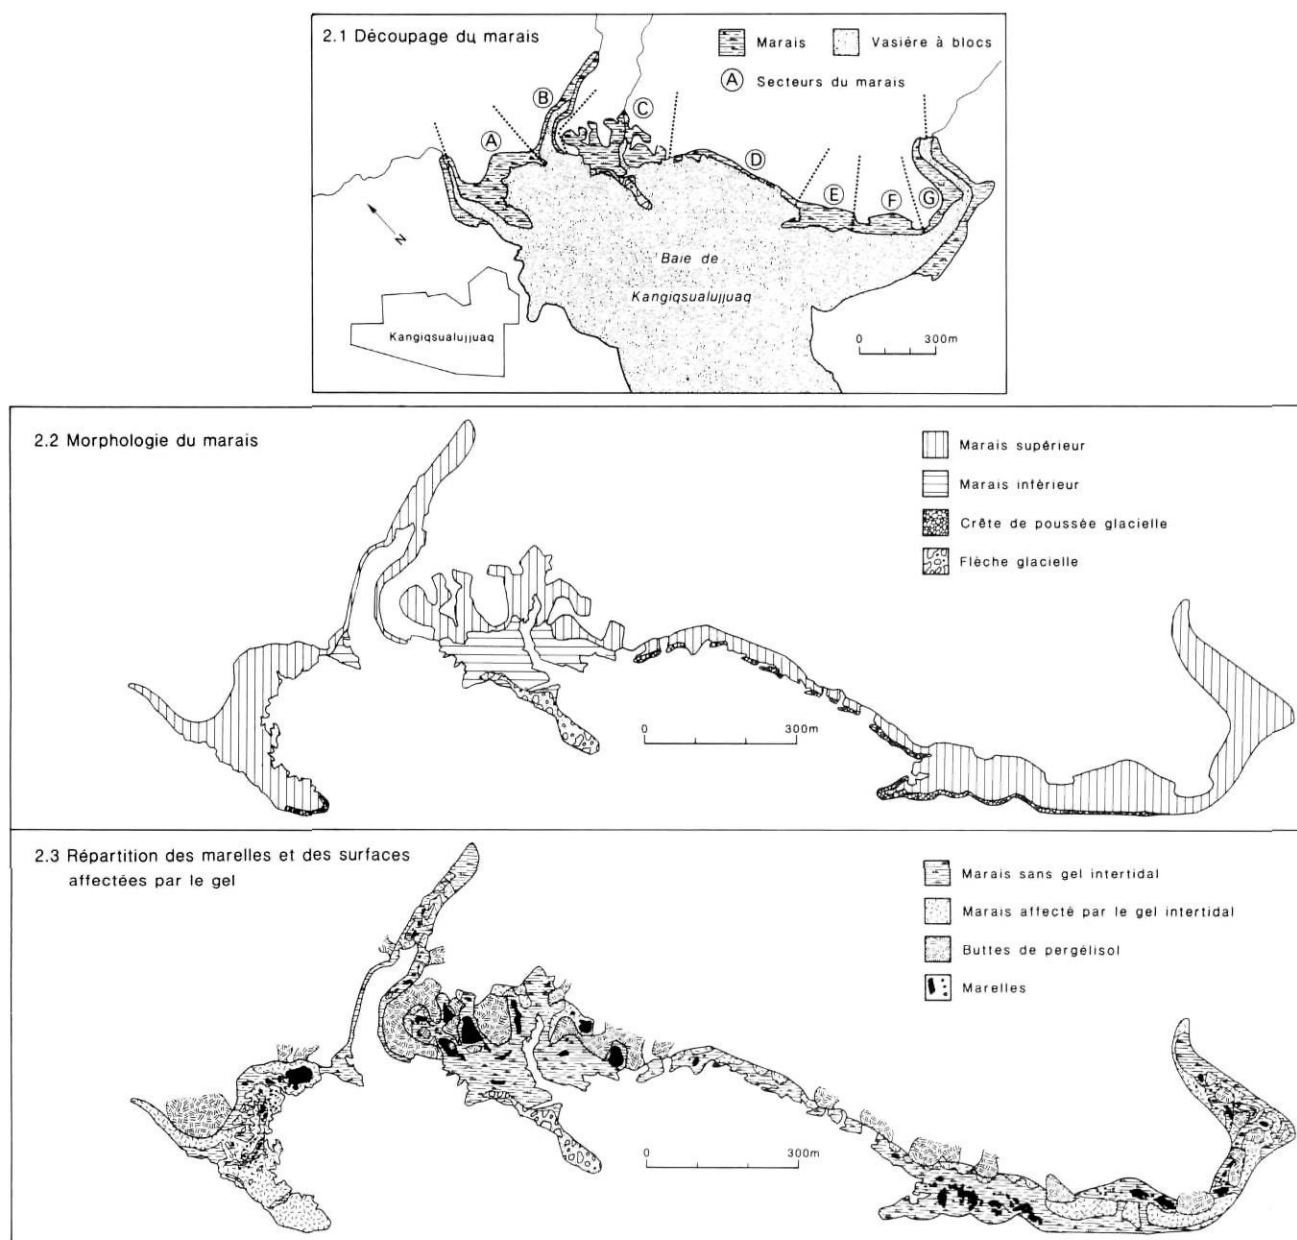 2.1 Découpage du marais
Marais
Vasiére à blocs
A Secteurs du marais
A
B
C
D
E
F
G
N
Baie de
Kangiqsualujjuaq
Kangiqsualujjuaq
0 300m
2.2 Morphologie du marais
Marais supérieur
Marais inférieur
Crête de poussée glacielle
Flèche glacielle
0 300m
2.3 Répartition des marelles et des surfaces
affectées par le gel
Marais sans gel intertidal
Marais affecté par le gel intertidal
Buttes de pergélisol
Marelles
0 300m